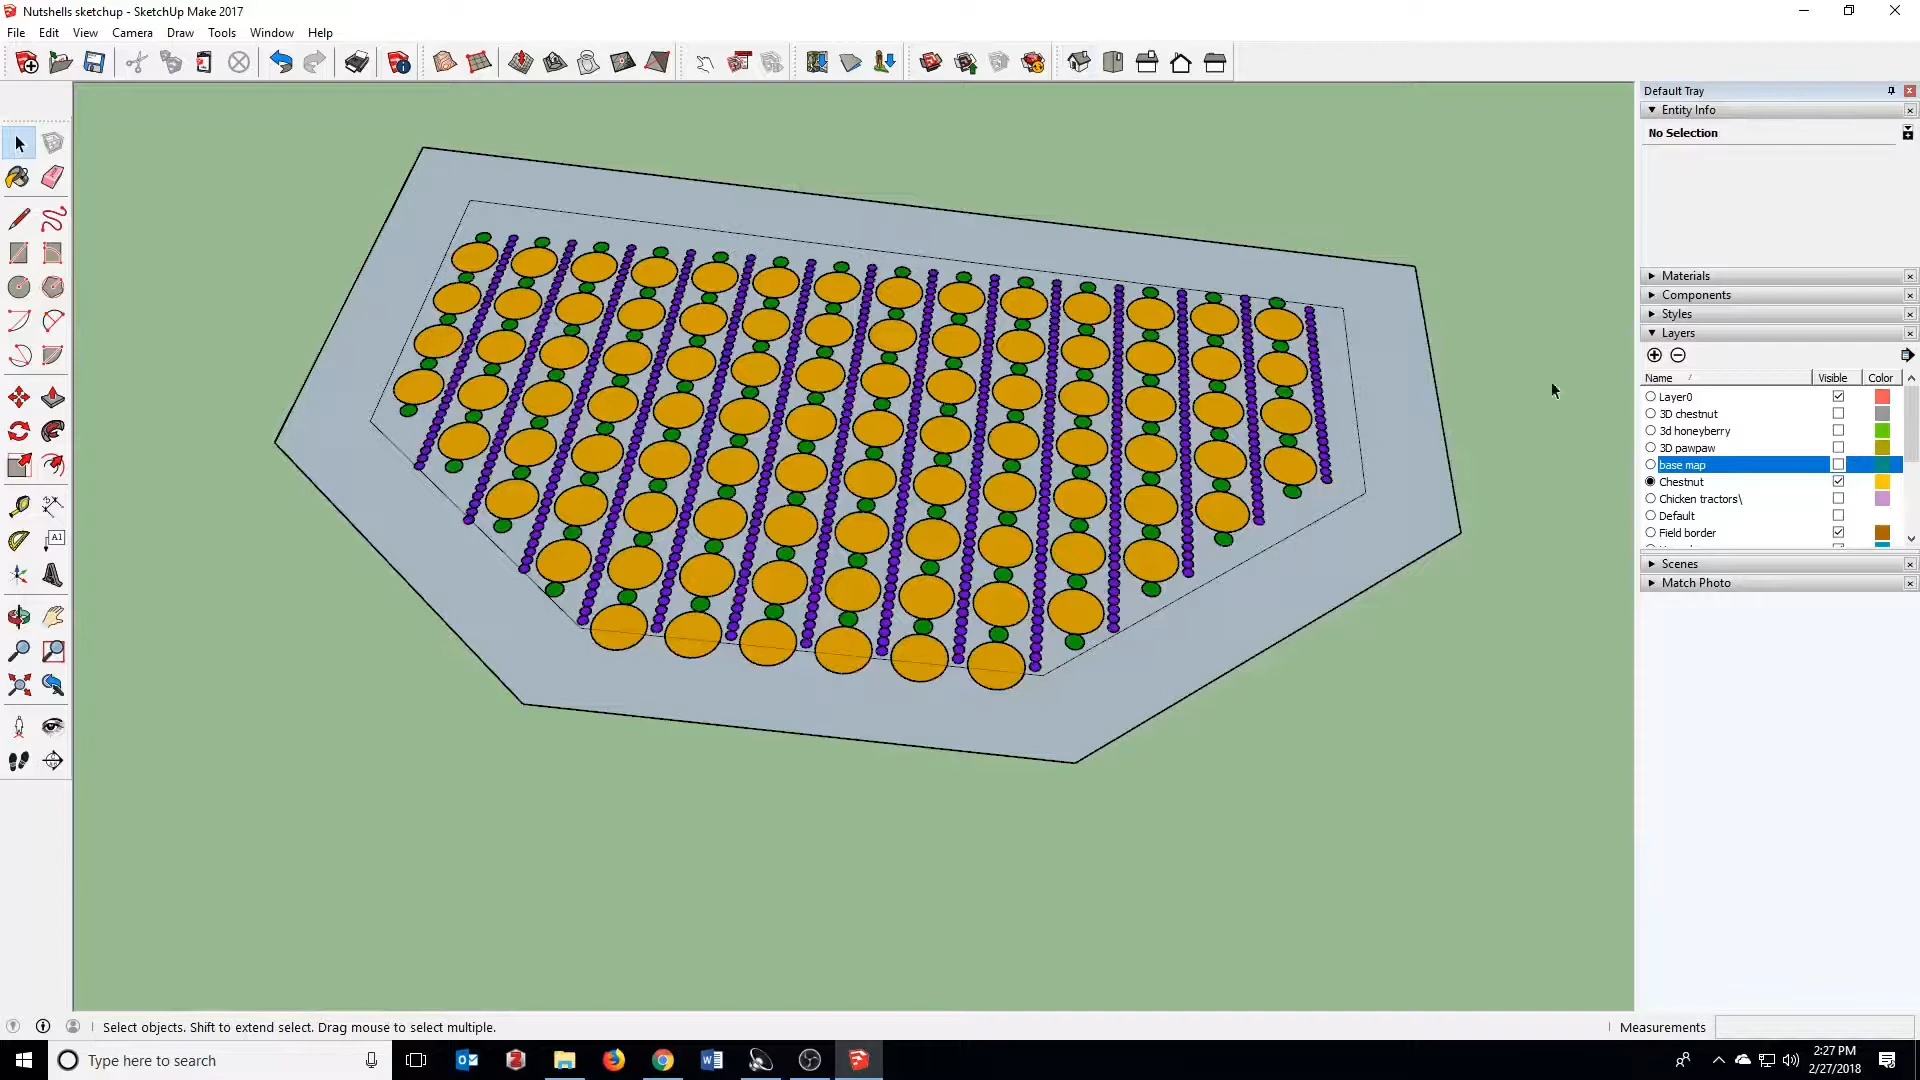 Nutshells sketchup - SketchUp Make 2017
File Edit View Camera Draw Tools Window Help
Default Tray
Entity Info
No Selection
Materials
Components
Styles
Layers
Name Visible Color
Layer0
3D chestnut
3d honeyberry
3D pawpaw
base map
Chestnut
Chicken tractors\
Default
Field border
Scenes
Match Photo
A1
Select objects. Shift to extend select. Drag mouse to select multiple.
Measurements
Type here to search
2:27 PM
2/27/2018